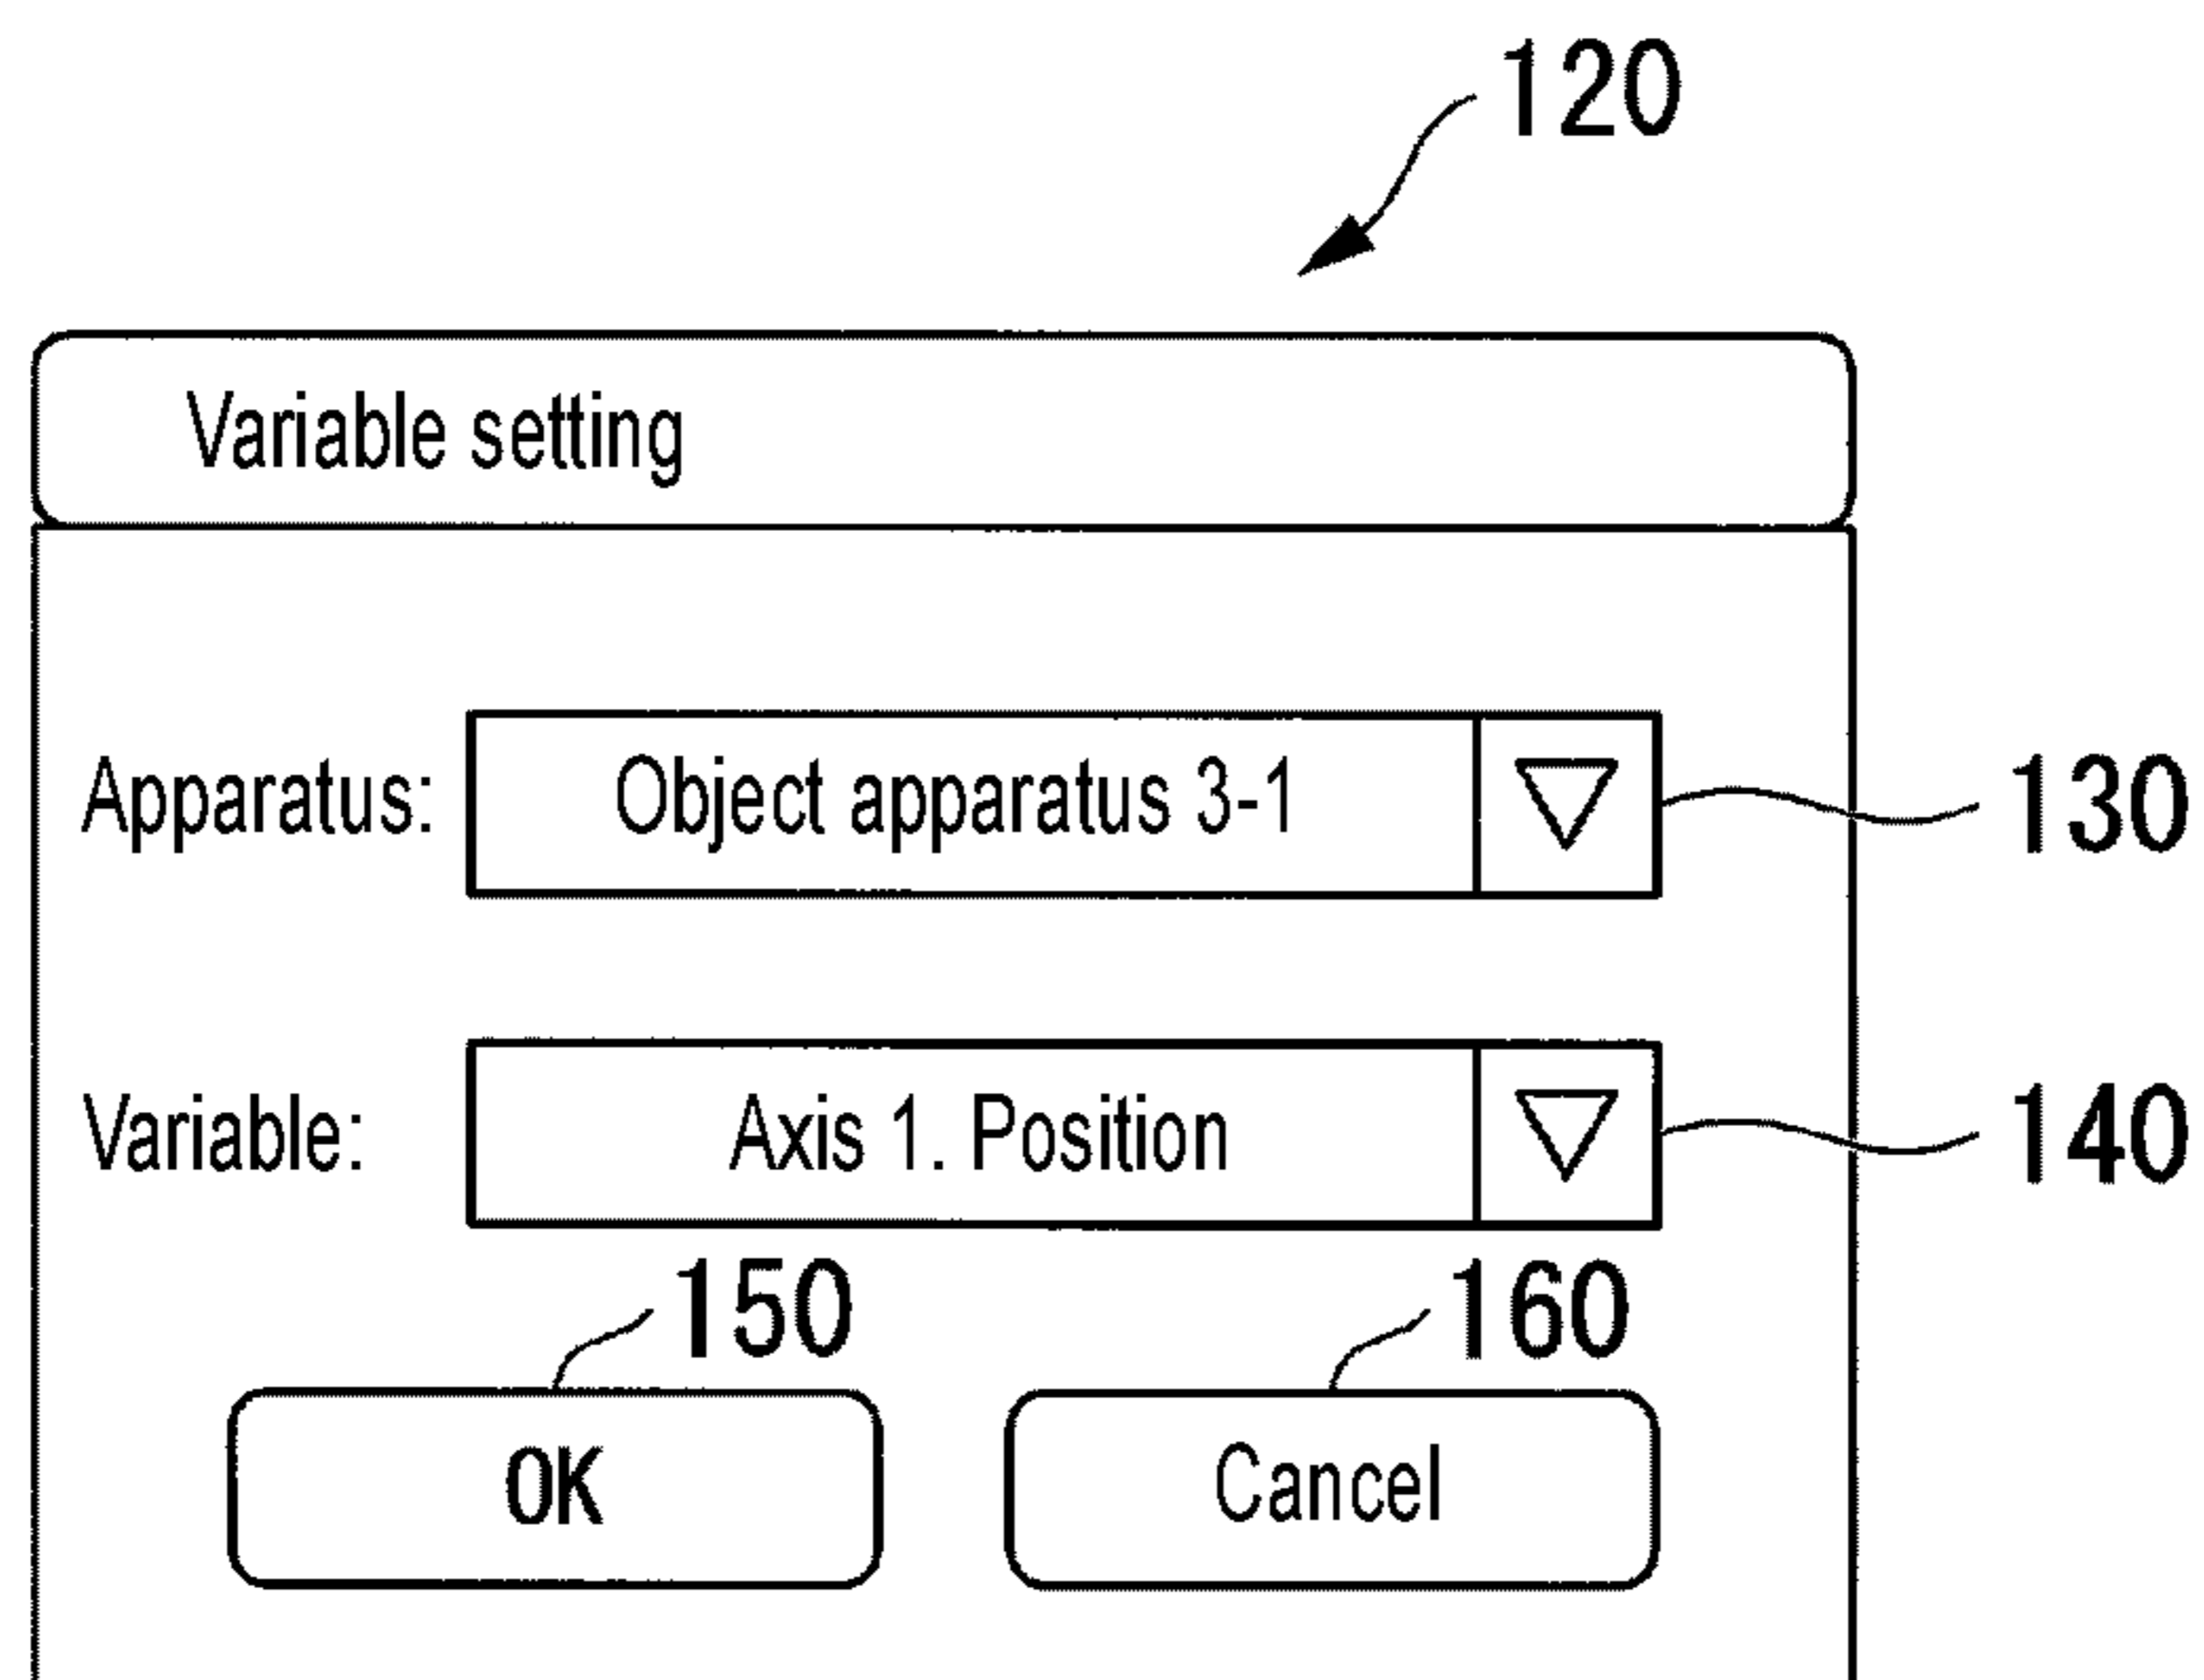 120
Variable setting
Apparatus: Object apparatus 3-1 130
Variable: Axis 1. Position 140
150 160
OK Cancel